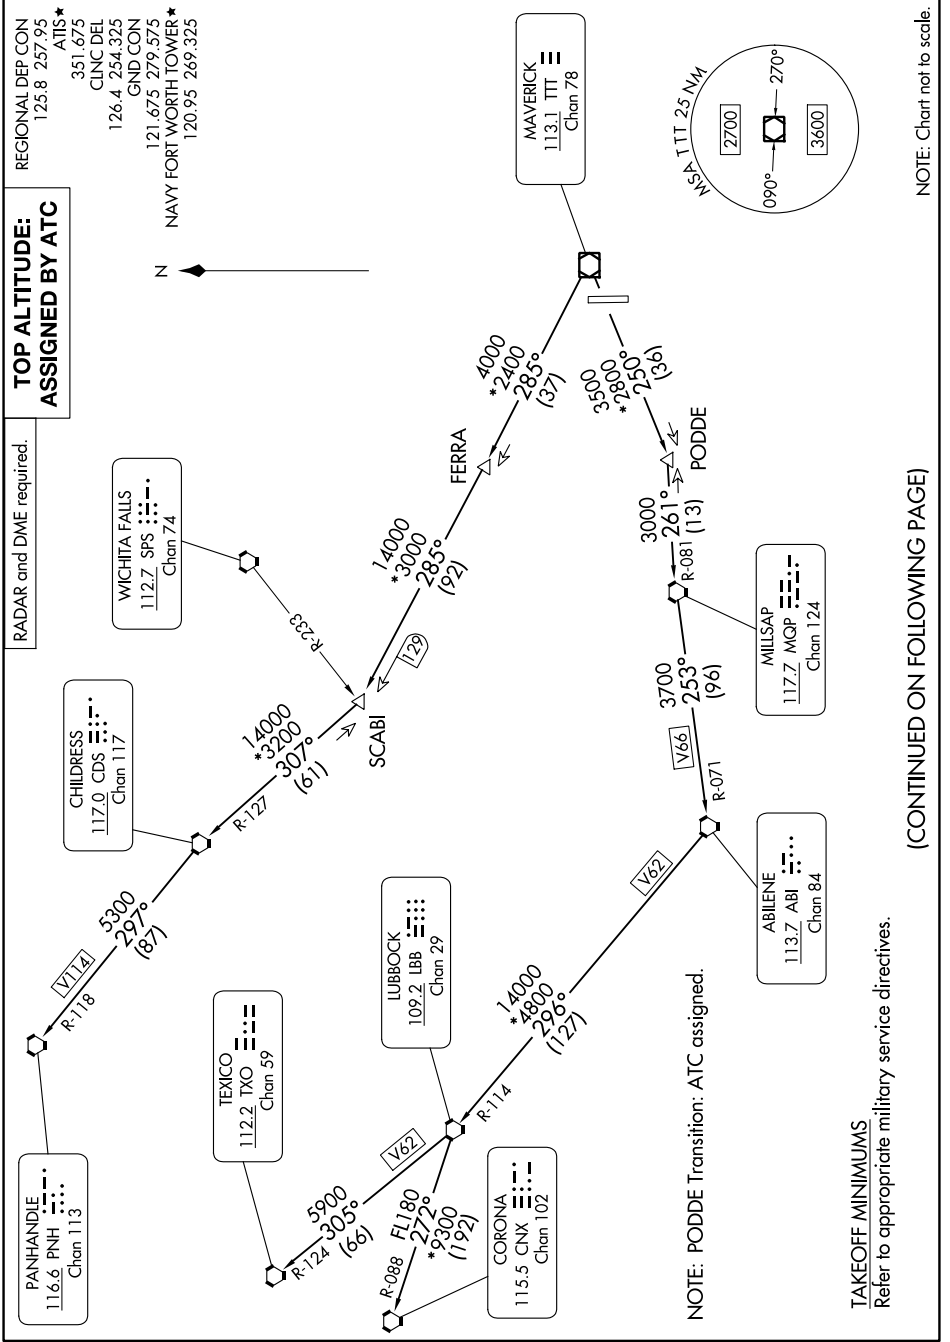 RADAR and DME required.
TOP ALTITUDE:
ASSIGNED BY ATC
REGIONAL DEP CON
125.8 257.95
ATIS★
351.675
CLNC DEL
126.4 254.325
GND CON
121.675 279.575
NAVY FORT WORTH TOWER★
120.95 269.325
N
PANHANDLE
116.6 PNH
Chan 113
R-118
V114
5300
297°
(87)
CHILDRESS
117.0 CDS
Chan 117
R-127
14000
*3200
307°
(61)
WICHITA FALLS
112.7 SPS
Chan 74
R-233
SCABI
129
14000
*3000
285°
(92)
FERRA
4000
*2400
285°
(37)
MAVERICK
113.1 TTT
Chan 78
TEXICO
112.2 TXO
Chan 59
R-124
5900
305°
(66)
V62
LUBBOCK
109.2 LBB
Chan 29
R-088
FL180
272°
*9300
(192)
CORONA
115.5 CNX
Chan 102
R-114
14000
*4800
296°
(127)
V62
ABILENE
113.7 ABI
Chan 84
R-071
V66
3700
253°
(96)
MILLSAP
117.7 MQP
Chan 124
R-081
3000
261°
(13)
PODDE
3500
*2800
250°
(36)
MSA TTT 25 NM
2700
090°
270°
3600
NOTE: PODDE Transition: ATC assigned.
TAKEOFF MINIMUMS
Refer to appropriate military service directives.
(CONTINUED ON FOLLOWING PAGE)
NOTE: Chart not to scale.